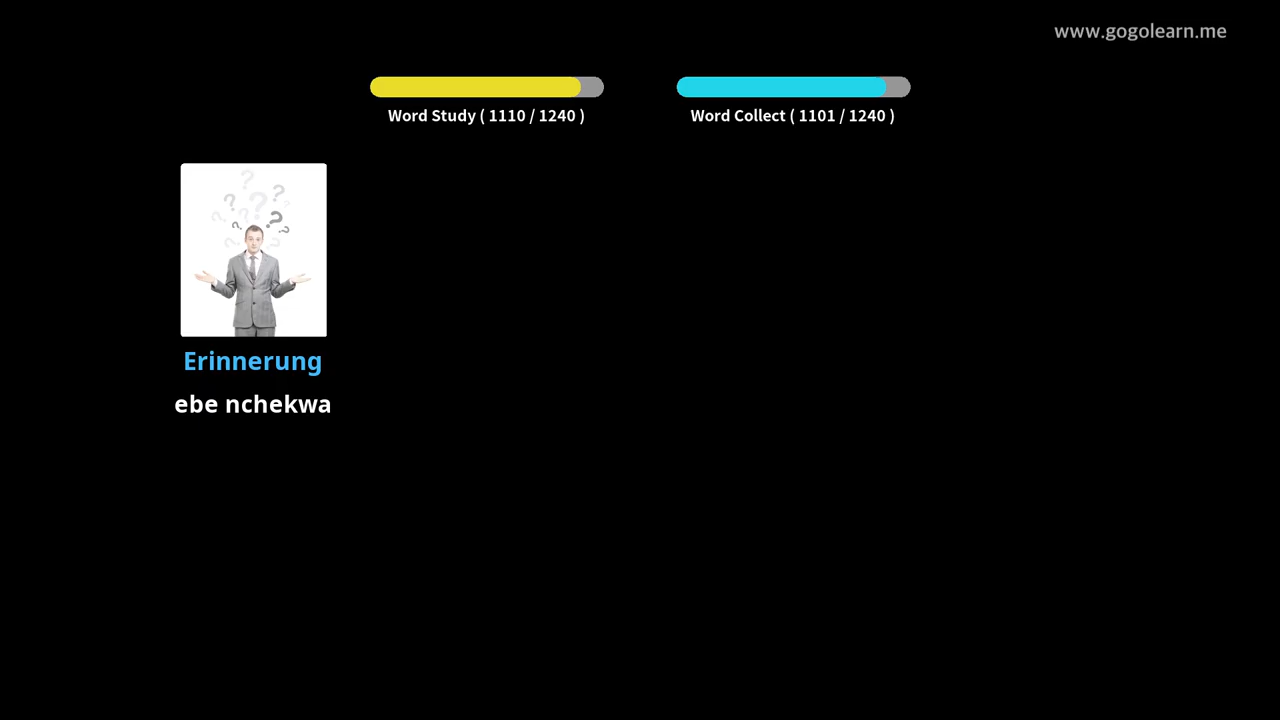 www.gogolearn.me
Word Study ( 1110 / 1240 )
Word Collect ( 1101 / 1240 )
Erinnerung
ebe nchekwa